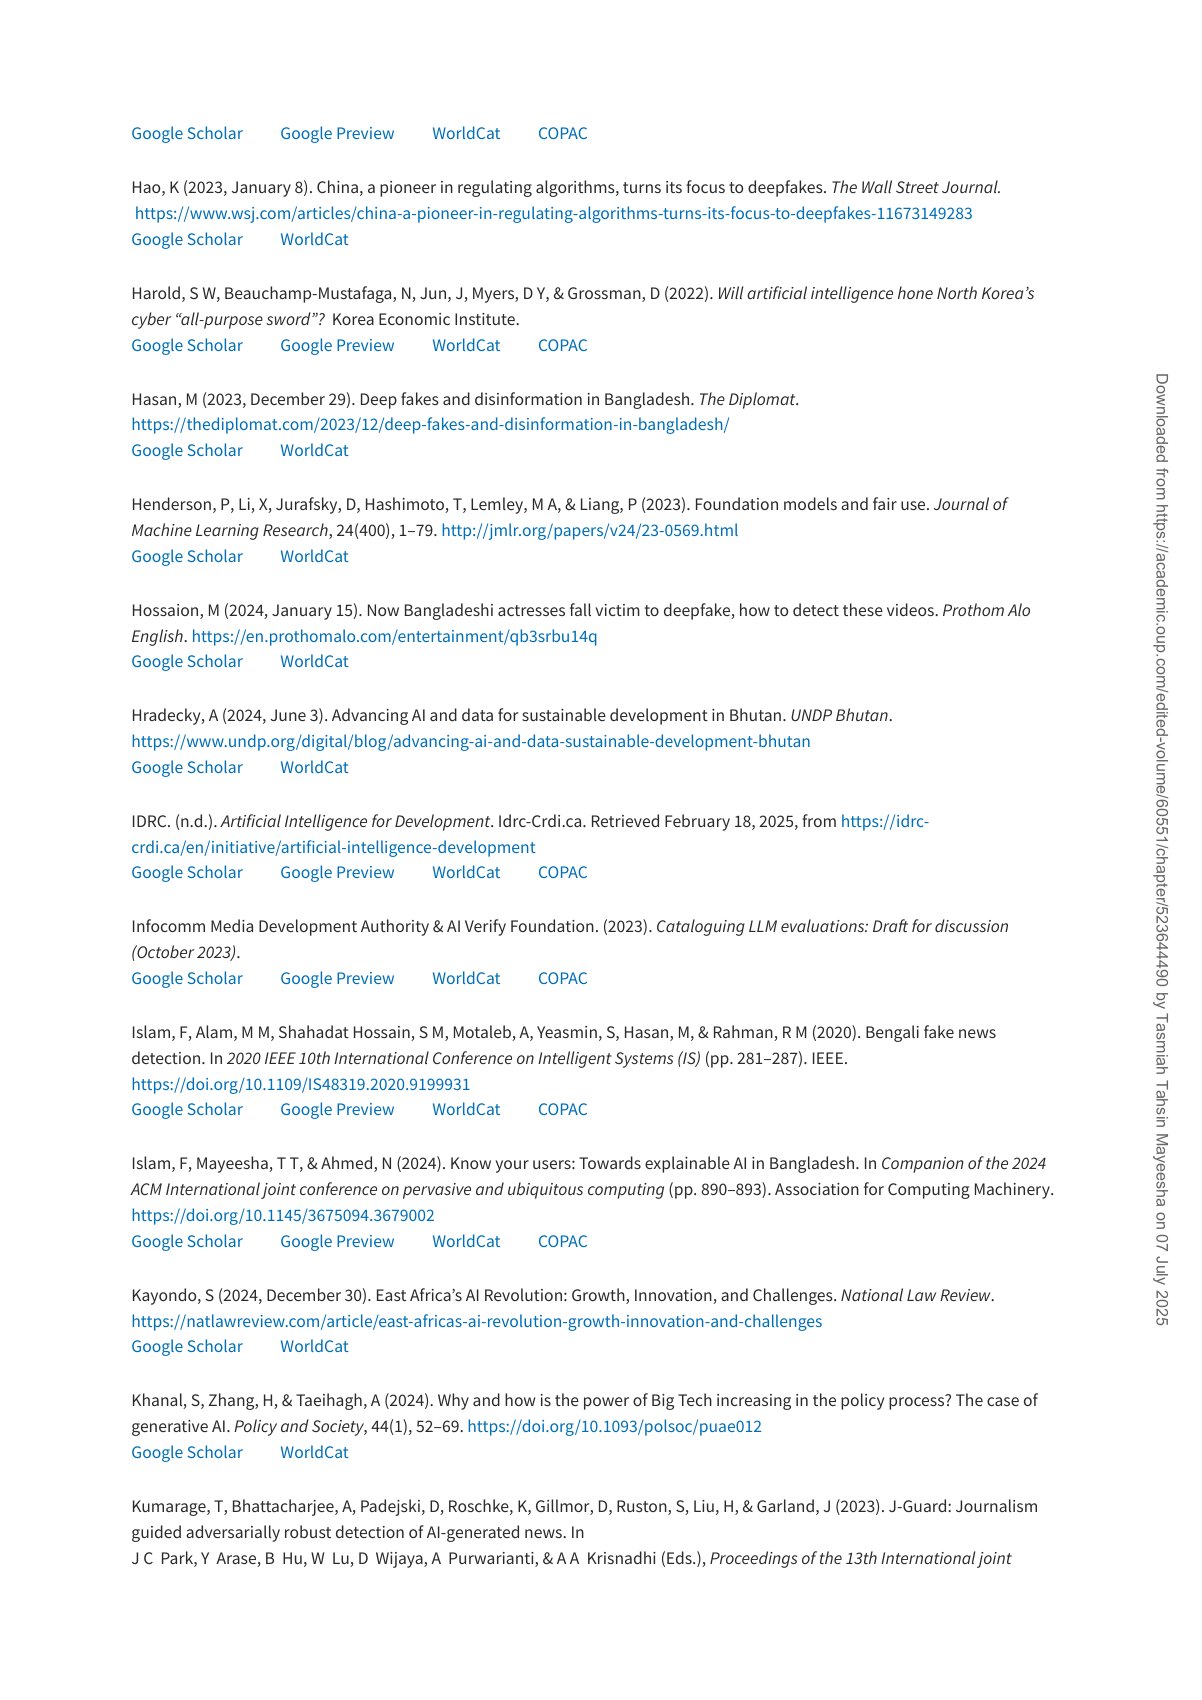 Google Scholar Google Preview WorldCat COPAC
Hao, K (2023, January 8). China, a pioneer in regulating algorithms, turns its focus to deepfakes. The Wall Street Journal.
https://www.wsj.com/articles/china-a-pioneer-in-regulating-algorithms-turns-its-focus-to-deepfakes-11673149283
Google Scholar WorldCat
Harold, S W, Beauchamp-Mustafaga, N, Jun, J, Myers, D Y, & Grossman, D (2022). Will artificial intelligence hone North Korea’s
cyber “all-purpose sword”? Korea Economic Institute.
Google Scholar Google Preview WorldCat COPAC
Hasan, M (2023, December 29). Deep fakes and disinformation in Bangladesh. The Diplomat.
https://thediplomat.com/2023/12/deep-fakes-and-disinformation-in-bangladesh/
Google Scholar WorldCat
Henderson, P, Li, X, Jurafsky, D, Hashimoto, T, Lemley, M A, & Liang, P (2023). Foundation models and fair use. Journal of
Machine Learning Research, 24(400), 1–79. http://jmlr.org/papers/v24/23-0569.html
Google Scholar WorldCat
Hossaion, M (2024, January 15). Now Bangladeshi actresses fall victim to deepfake, how to detect these videos. Prothom Alo
English. https://en.prothomalo.com/entertainment/qb3srbu14q
Google Scholar WorldCat
Hradecky, A (2024, June 3). Advancing AI and data for sustainable development in Bhutan. UNDP Bhutan.
https://www.undp.org/digital/blog/advancing-ai-and-data-sustainable-development-bhutan
Google Scholar WorldCat
IDRC. (n.d.). Artificial Intelligence for Development. Idrc-Crdi.ca. Retrieved February 18, 2025, from https://idrc-
crdi.ca/en/initiative/artificial-intelligence-development
Google Scholar Google Preview WorldCat COPAC
Infocomm Media Development Authority & AI Verify Foundation. (2023). Cataloguing LLM evaluations: Draft for discussion
(October 2023).
Google Scholar Google Preview WorldCat COPAC
Islam, F, Alam, M M, Shahadat Hossain, S M, Motaleb, A, Yeasmin, S, Hasan, M, & Rahman, R M (2020). Bengali fake news
detection. In 2020 IEEE 10th International Conference on Intelligent Systems (IS) (pp. 281–287). IEEE.
https://doi.org/10.1109/IS48319.2020.9199931
Google Scholar Google Preview WorldCat COPAC
Islam, F, Mayeesha, T T, & Ahmed, N (2024). Know your users: Towards explainable AI in Bangladesh. In Companion of the 2024
ACM International joint conference on pervasive and ubiquitous computing (pp. 890–893). Association for Computing Machinery.
https://doi.org/10.1145/3675094.3679002
Google Scholar Google Preview WorldCat COPAC
Kayondo, S (2024, December 30). East Africa’s AI Revolution: Growth, Innovation, and Challenges. National Law Review.
https://natlawreview.com/article/east-africas-ai-revolution-growth-innovation-and-challenges
Google Scholar WorldCat
Khanal, S, Zhang, H, & Taeihagh, A (2024). Why and how is the power of Big Tech increasing in the policy process? The case of
generative AI. Policy and Society, 44(1), 52–69. https://doi.org/10.1093/polsoc/puae012
Google Scholar WorldCat
Kumarage, T, Bhattacharjee, A, Padejski, D, Roschke, K, Gillmor, D, Ruston, S, Liu, H, & Garland, J (2023). J-Guard: Journalism
guided adversarially robust detection of AI-generated news. In
J C Park, Y Arase, B Hu, W Lu, D Wijaya, A Purwarianti, & A A Krisnadhi (Eds.), Proceedings of the 13th International joint
Downloaded from https://academic.oup.com/edited-volume/60551/chapter/523644490 by Tasmiah Tahsin Mayeesha on 07 July 2025